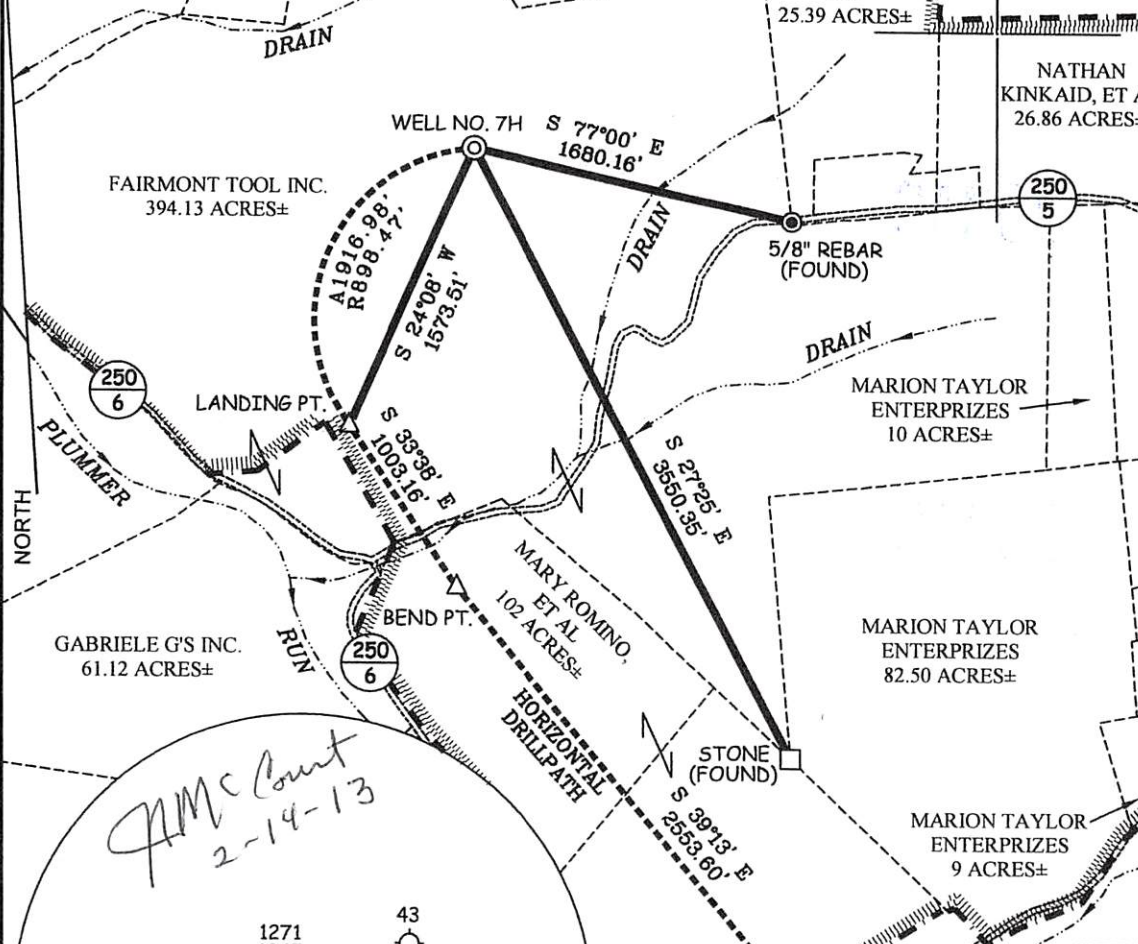 25.39 ACRES±
DRAIN
NATHAN
KINKAID, ET
26.86 ACRES±
WELL NO. 7H
S 77°00' E
1680.16'
FAIRMONT TOOL INC.
394.13 ACRES±
250
5
A1916.98'
R898.47'
S 24°08' W
1573.51'
DRAIN
5/8" REBAR
(FOUND)
DRAIN
250
6
LANDING PT.
MARION TAYLOR
ENTERPRIZES
10 ACRES±
PLUMMER
S 33°38' E
1003.16'
S 27°25' E
3550.35'
NORTH
MARY ROMINO,
ET AL
102 ACRES±
BEND PT.
GABRIELE G'S INC.
61.12 ACRES±
RUN
250
6
MARION TAYLOR
ENTERPRIZES
82.50 ACRES±
HORIZONTAL
DRILLPATH
STONE
(FOUND)
JAMcCourt
2-14-13
S 39°13' E
2553.60'
MARION TAYLOR
ENTERPRIZES
9 ACRES±
1271
43